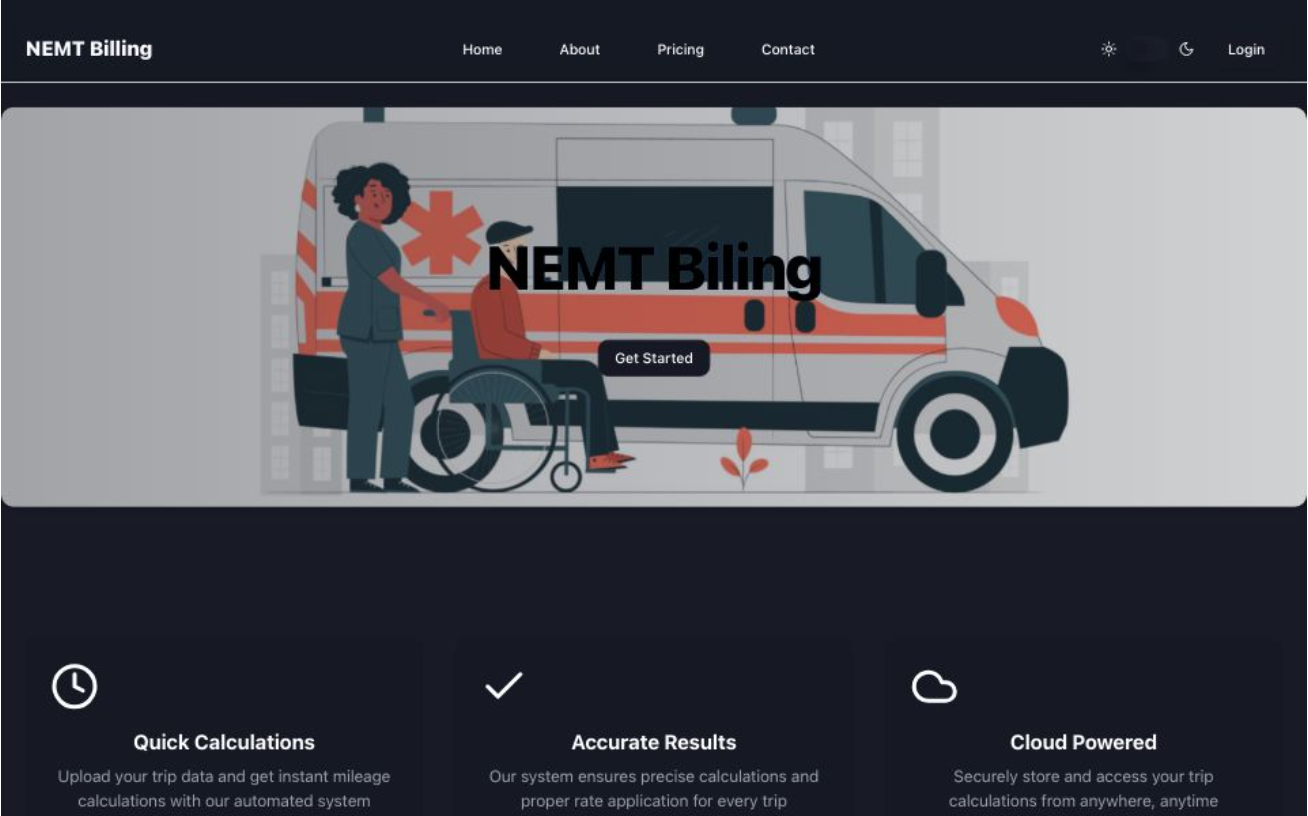 NEMT Billing
Home
About
Pricing
Contact
Login
NEMT Biling
Get Started
Quick Calculations
Upload your trip data and get instant mileage
calculations with our automated system
Accurate Results
Our system ensures precise calculations and
proper rate application for every trip
Cloud Powered
Securely store and access your trip
calculations from anywhere, anytime